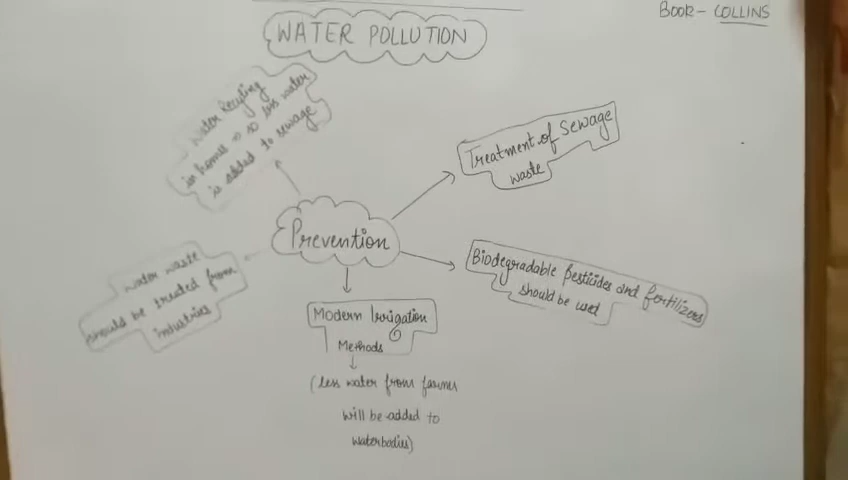 BOOK- COLLINS
WATER POLLUTION
Water Recycling
in homes so less water
is added to sewage
Treatment of Sewage
waste
Prevention
Biodegradable Pesticides and fertilizers
should be used
water waste
should be treated from
industries
Modern Irrigation
Methods
(less water from farms
will be added to
waterbodies)